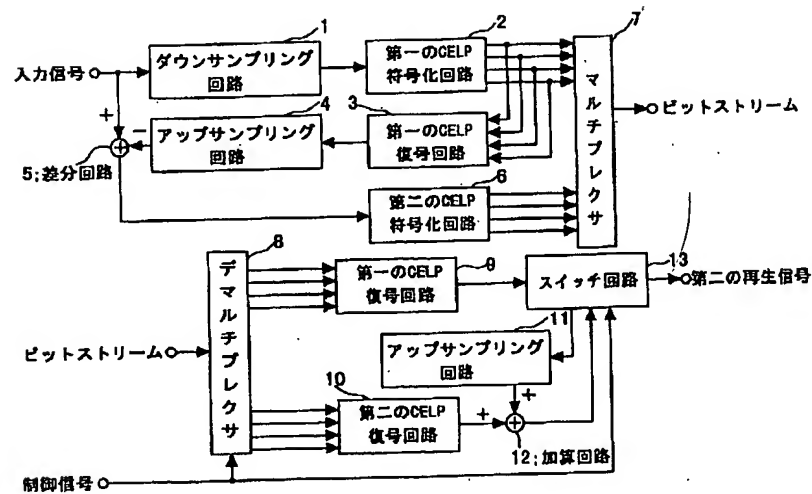 1
ダウンサンプリング
回路
2
第一のCELP
符号化回路
7
マルチプレクサ
入力信号
+
4
アップサンプリング
回路
−
3
第一のCELP
復号回路
ビットストリーム
5;差分回路
6
第二のCELP
符号化回路
8
デマルチプレクサ
9
第一のCELP
復号回路
13
スイッチ回路
第二の再生信号
11
アップサンプリング
回路
ビットストリーム
10
第二のCELP
復号回路
+
+
12;加算回路
制御信号